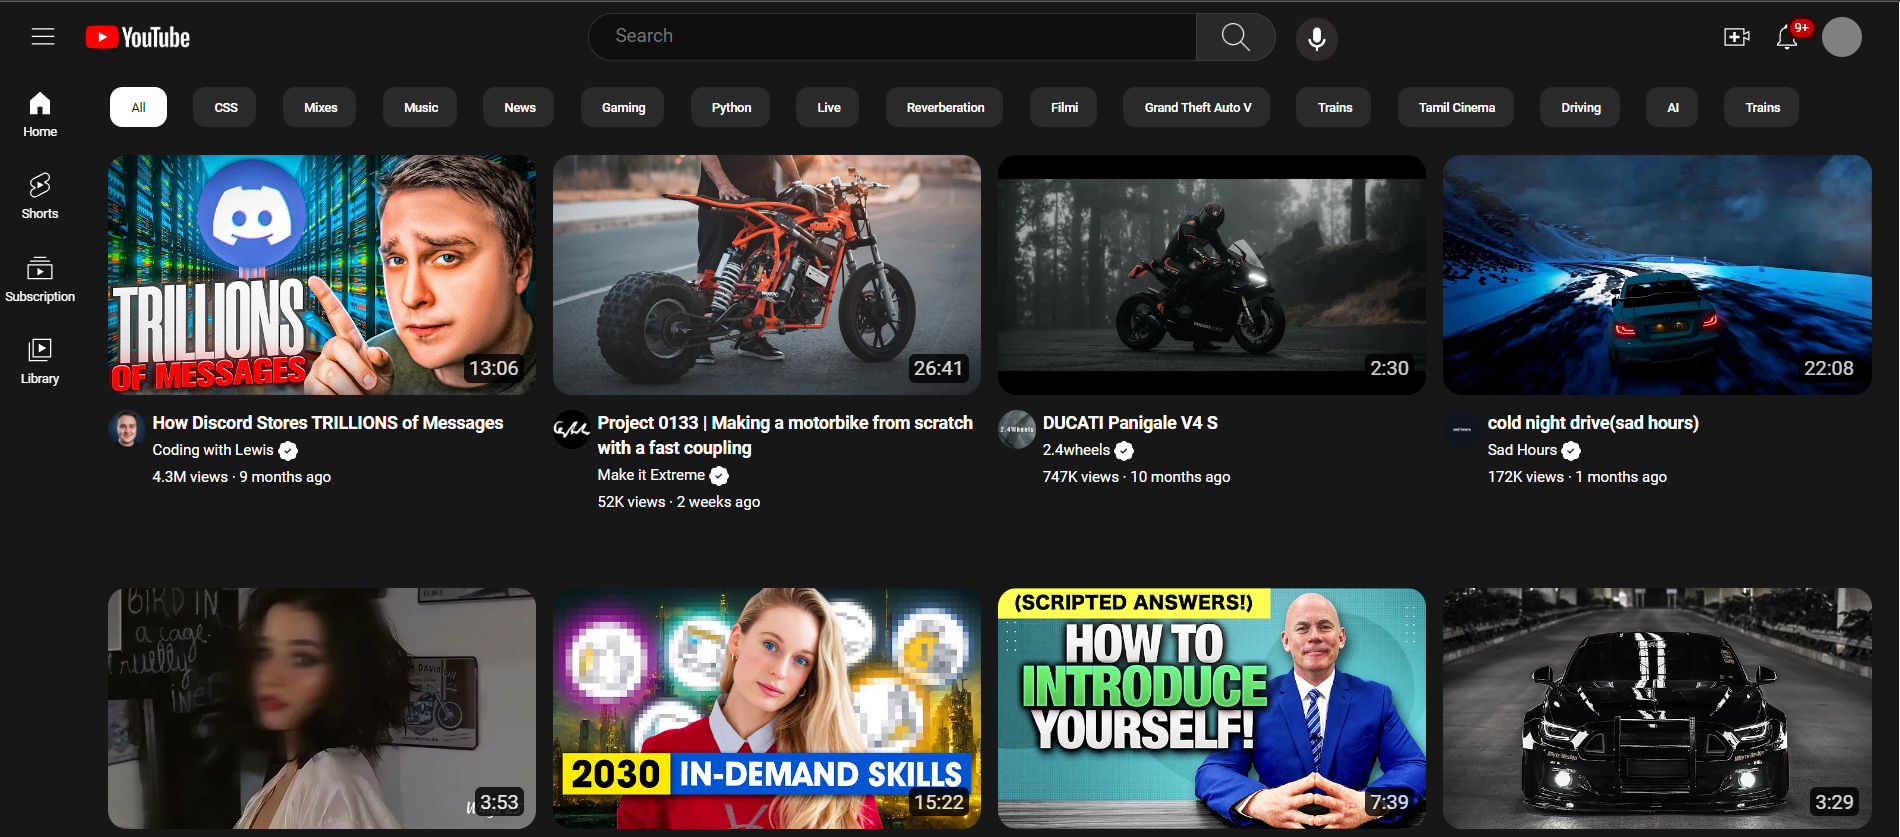 YouTube
Search
9+
All
CSS
Mixes
Music
News
Gaming
Python
Live
Reverberation
Filmi
Grand Theft Auto V
Trains
Tamil Cinema
Driving
AI
Trains
Home
Shorts
Subscription
Library
TRILLIONS
OF MESSAGES
13:06
26:41
2:30
22:08
How Discord Stores TRILLIONS of Messages
Coding with Lewis
4.3M views · 9 months ago
Project 0133 | Making a motorbike from scratch
with a fast coupling
Make it Extreme
52K views · 2 weeks ago
2.4Wheels
DUCATI Panigale V4 S
2.4wheels
747K views · 10 months ago
sad hours
cold night drive(sad hours)
Sad Hours
172K views · 1 months ago
BIRD IN
a cage.
3:53
2030 IN-DEMAND SKILLS
15:22
(SCRIPTED ANSWERS!)
HOW TO
INTRODUCE
YOURSELF!
7:39
3:29